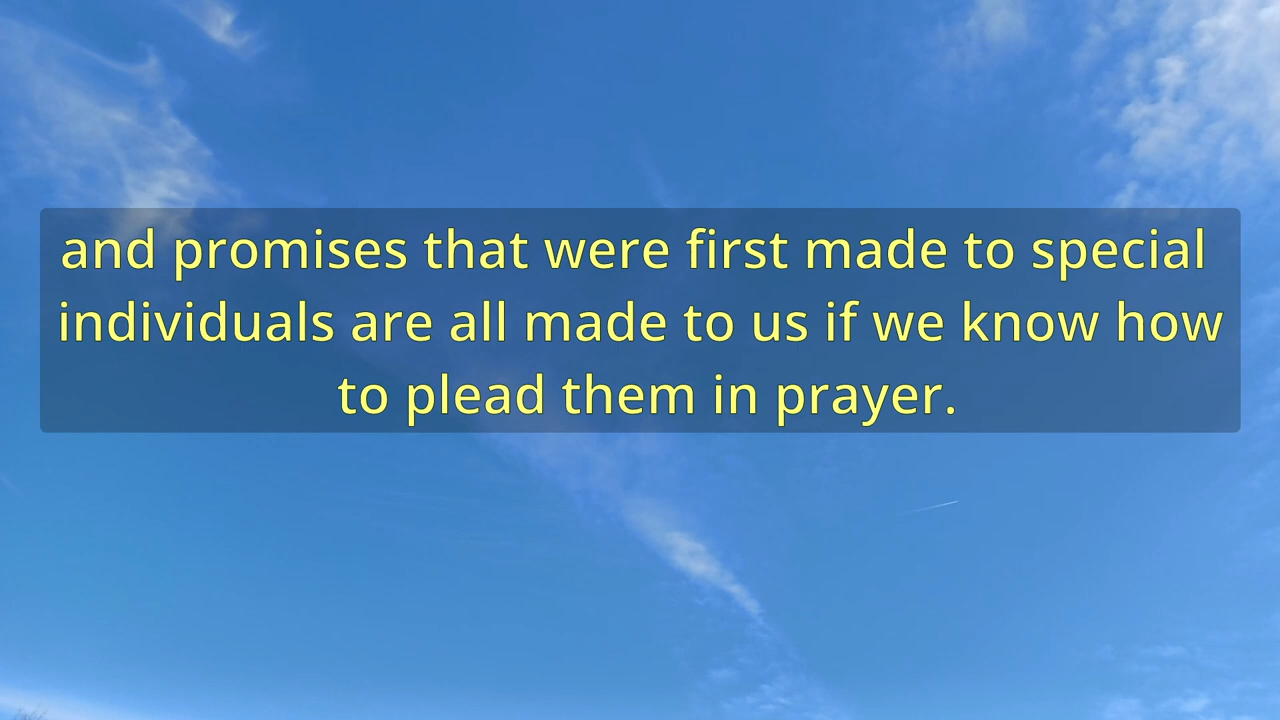 and promises that were first made to special
individuals are all made to us if we know how
to plead them in prayer.